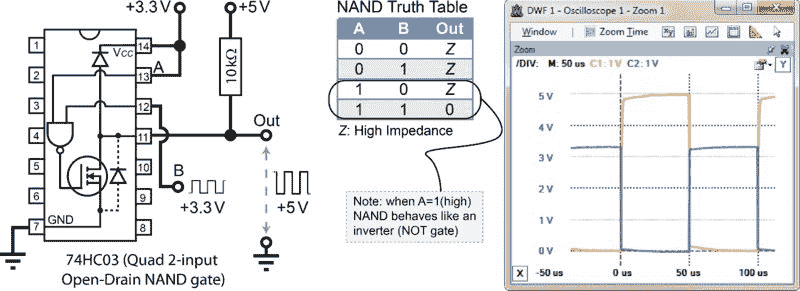 +3.3V
+5V
1
2
3
4
5
6
7
14
13
12
11
10
9
8
Vcc
A
10kΩ
Out
B
+3.3V
+5V
GND
74HC03 (Quad 2-input
Open-Drain NAND gate)
NAND Truth Table
A B Out
0 0 Z
0 1 Z
1 0 Z
1 1 0
Z: High Impedance
Note: when A=1(high)
NAND behaves like an
inverter (NOT gate)
DWF 1 - Oscilloscope 1 - Zoom 1
Window Zoom Time
Zoom
/DIV: M: 50 us C1: 1 V C2: 1 V
Y
5 V
4 V
3 V
2 V
1 V
0 V
X -50 us 0 us 50 us 100 us